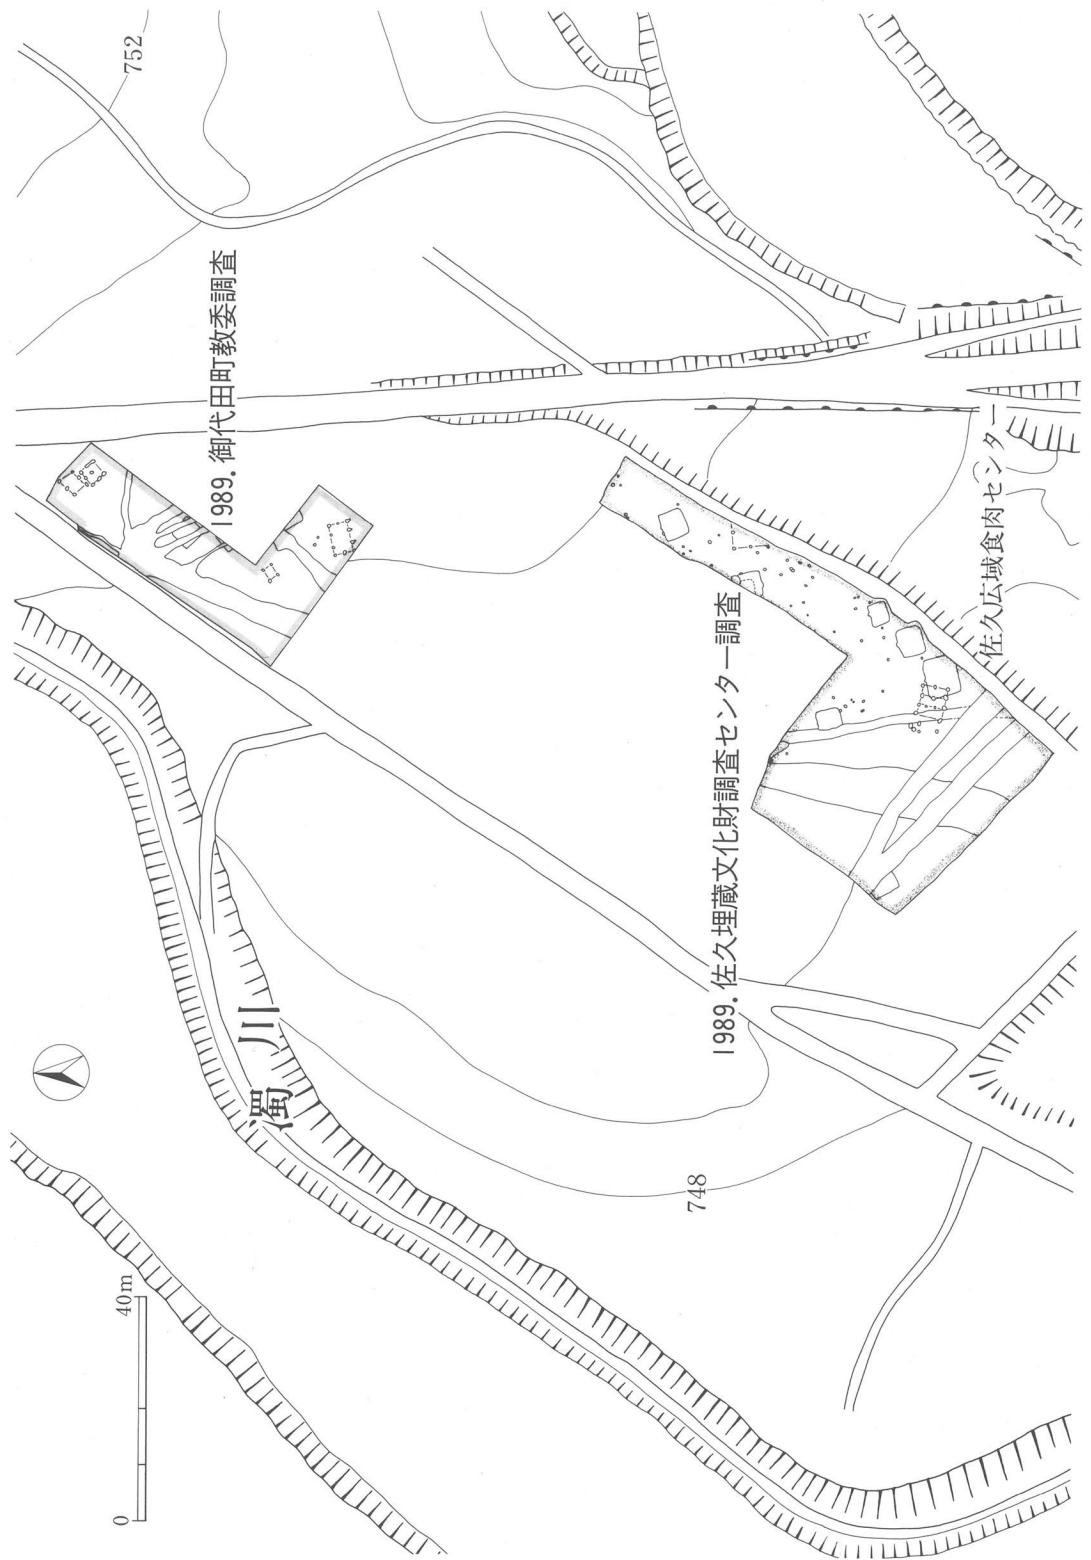 752
1989. 御代田町教委調査
佐久広域食肉センター
1989. 佐久埋蔵文化財調査センター調査
濁 川
748
0 40m